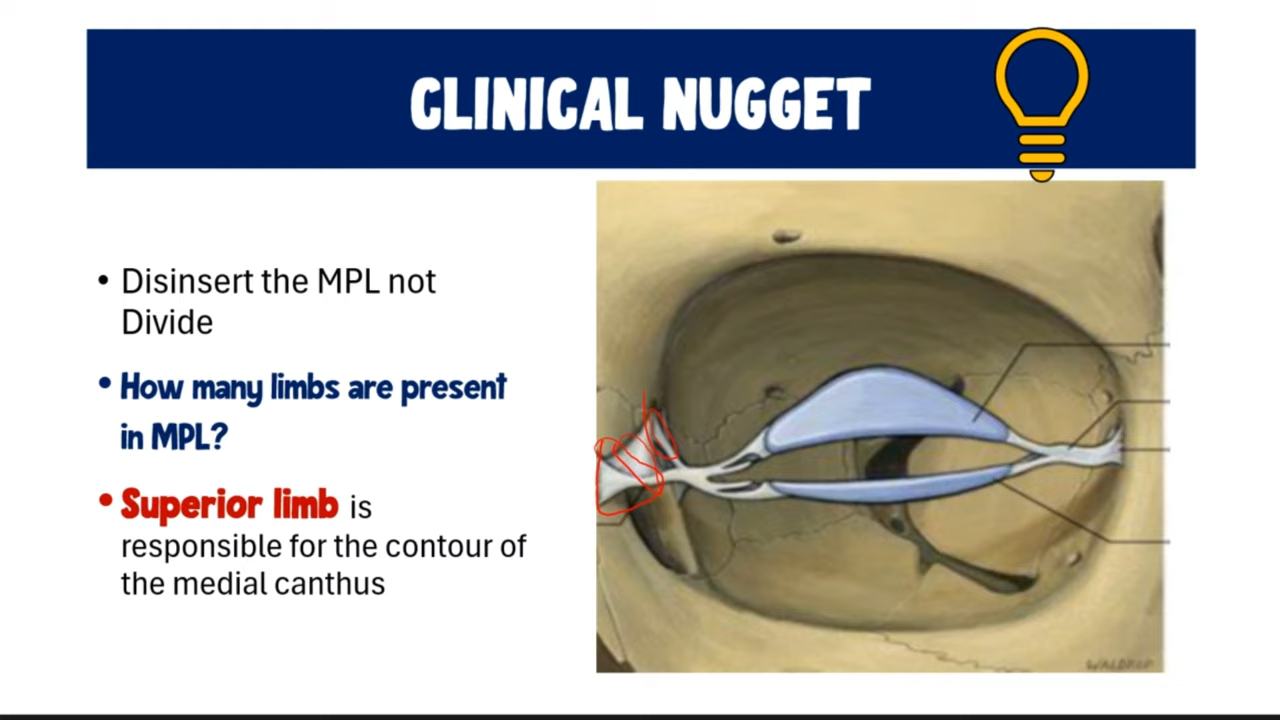 CLINICAL NUGGET
• Disinsert the MPL not
Divide
• How many limbs are present
in MPL?
• Superior limb is
responsible for the contour of
the medial canthus
WALDROP